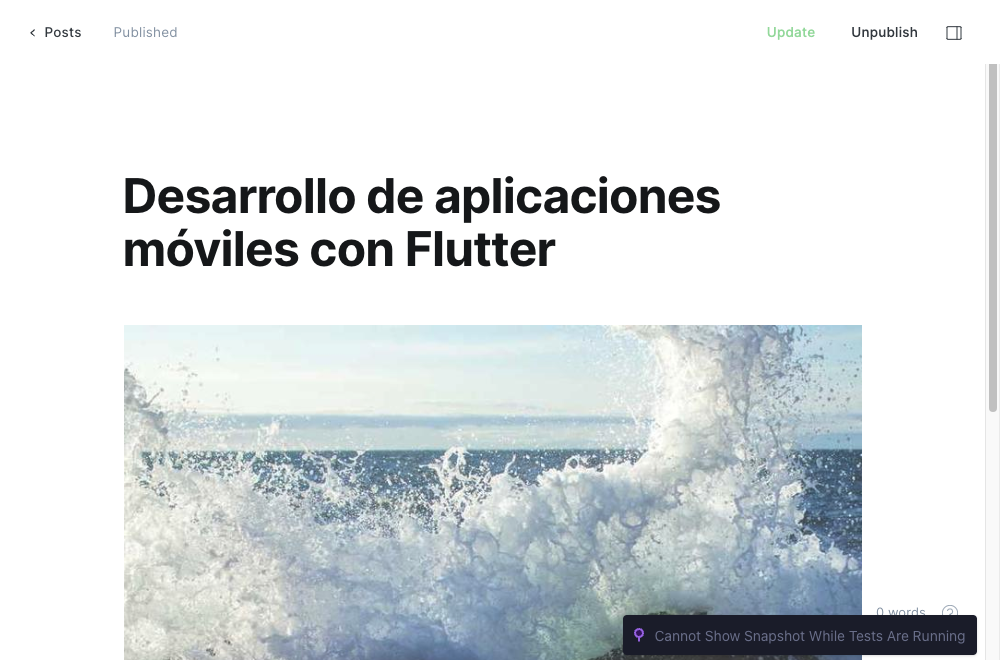 Posts
Published
Update
Unpublish
Desarrollo de aplicaciones
móviles con Flutter
0 words
?
Cannot Show Snapshot While Tests Are Running